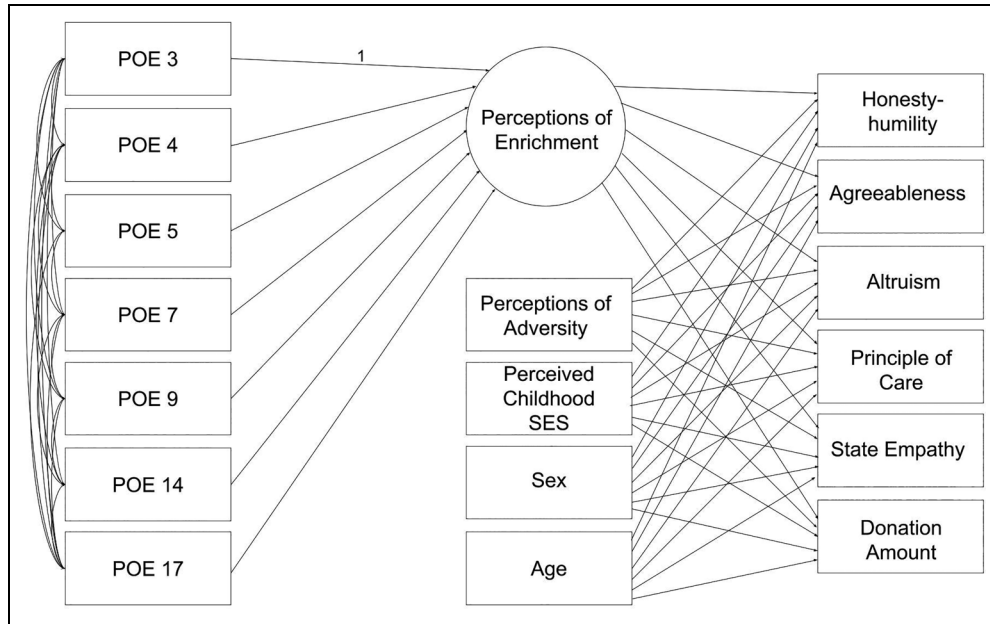 POE 3
POE 4
POE 5
POE 7
POE 9
POE 14
POE 17
1
Perceptions of
Enrichment
Perceptions of
Adversity
Perceived
Childhood
SES
Sex
Age
Honesty-
humility
Agreeableness
Altruism
Principle of
Care
State Empathy
Donation
Amount